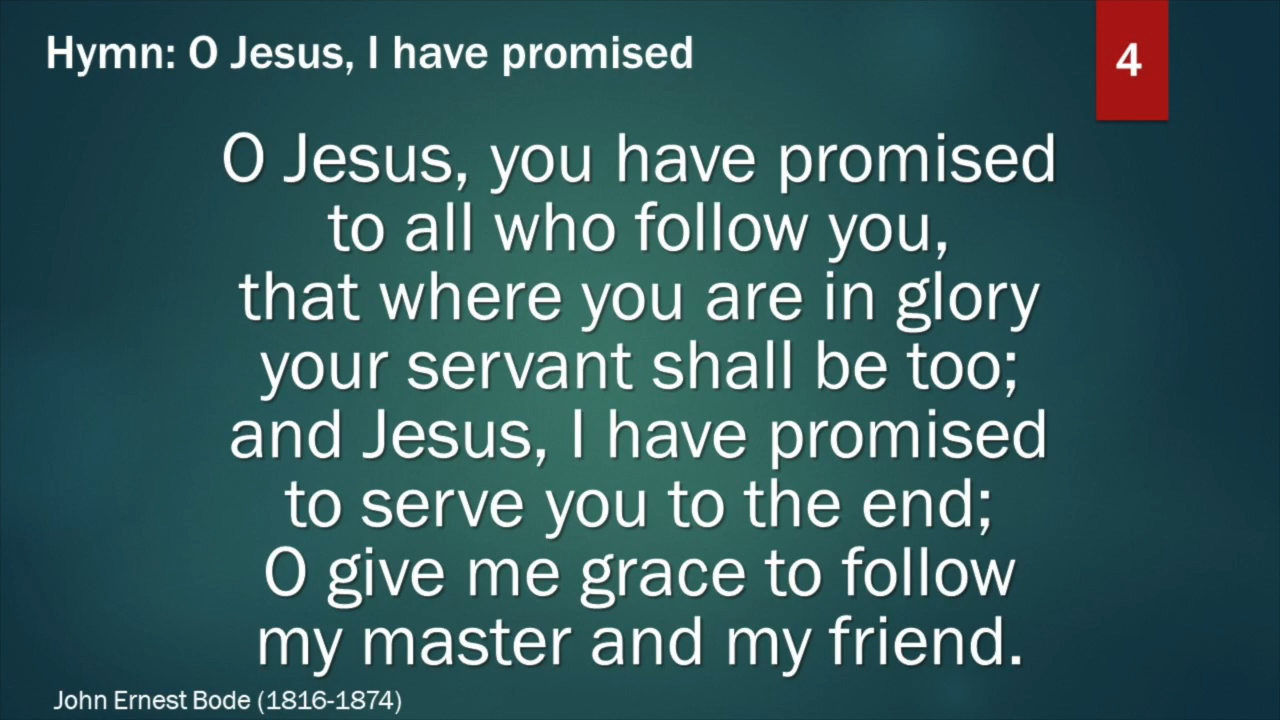 Hymn: O Jesus, I have promised
4
O Jesus, you have promised
to all who follow you,
that where you are in glory
your servant shall be too;
and Jesus, I have promised
to serve you to the end;
O give me grace to follow
my master and my friend.
John Ernest Bode (1816-1874)